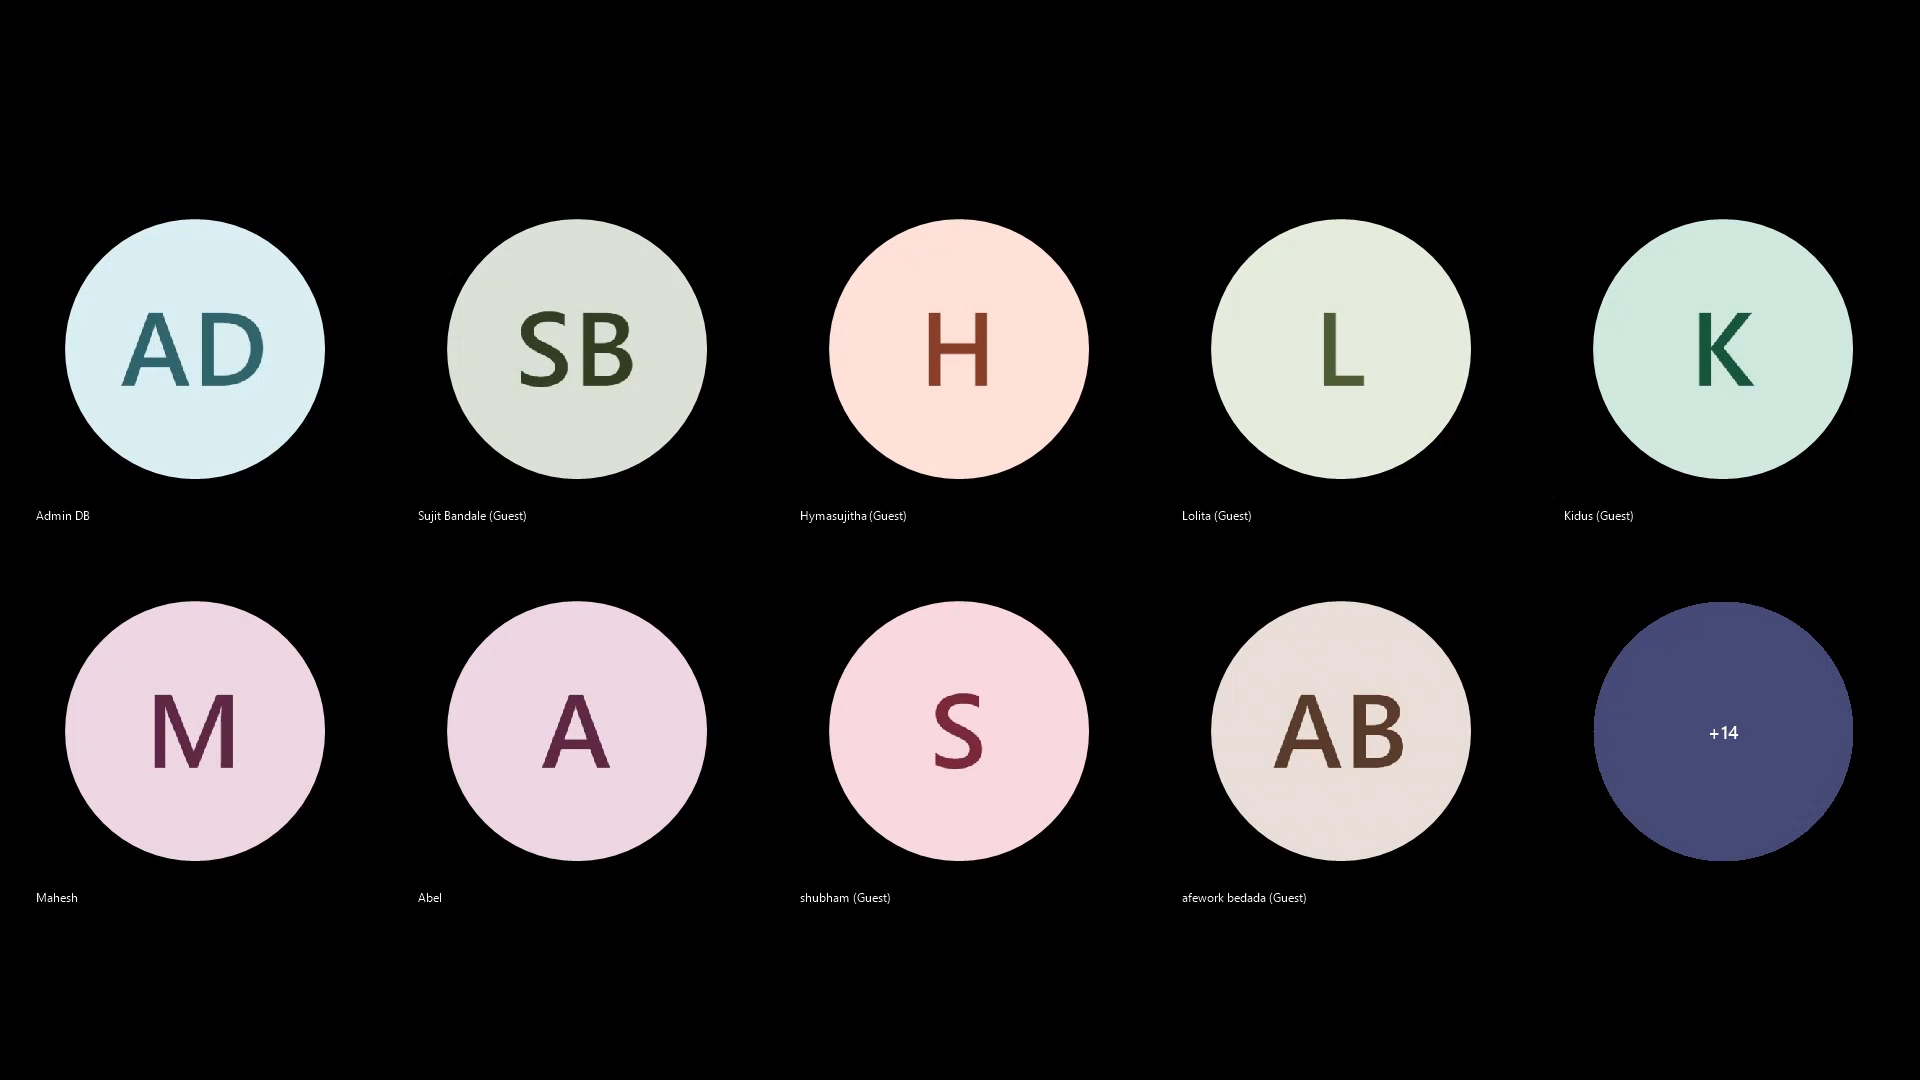 AD
SB
H
L
K
Admin DB
Sujit Bandale (Guest)
Hymasujitha (Guest)
Lolita (Guest)
Kidus (Guest)
M
A
S
AB
+14
Mahesh
Abel
shubham (Guest)
afework bedada (Guest)